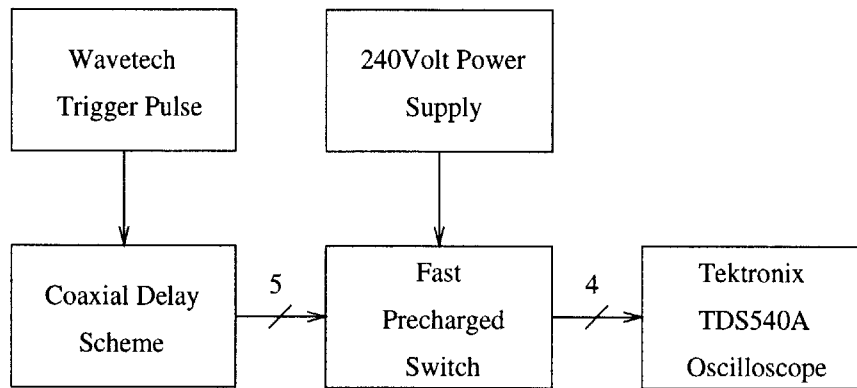 Wavetech
Trigger Pulse
240Volt Power
Supply
Coaxial Delay
Scheme
5
Fast
Precharged
Switch
4
Tektronix
TDS540A
Oscilloscope